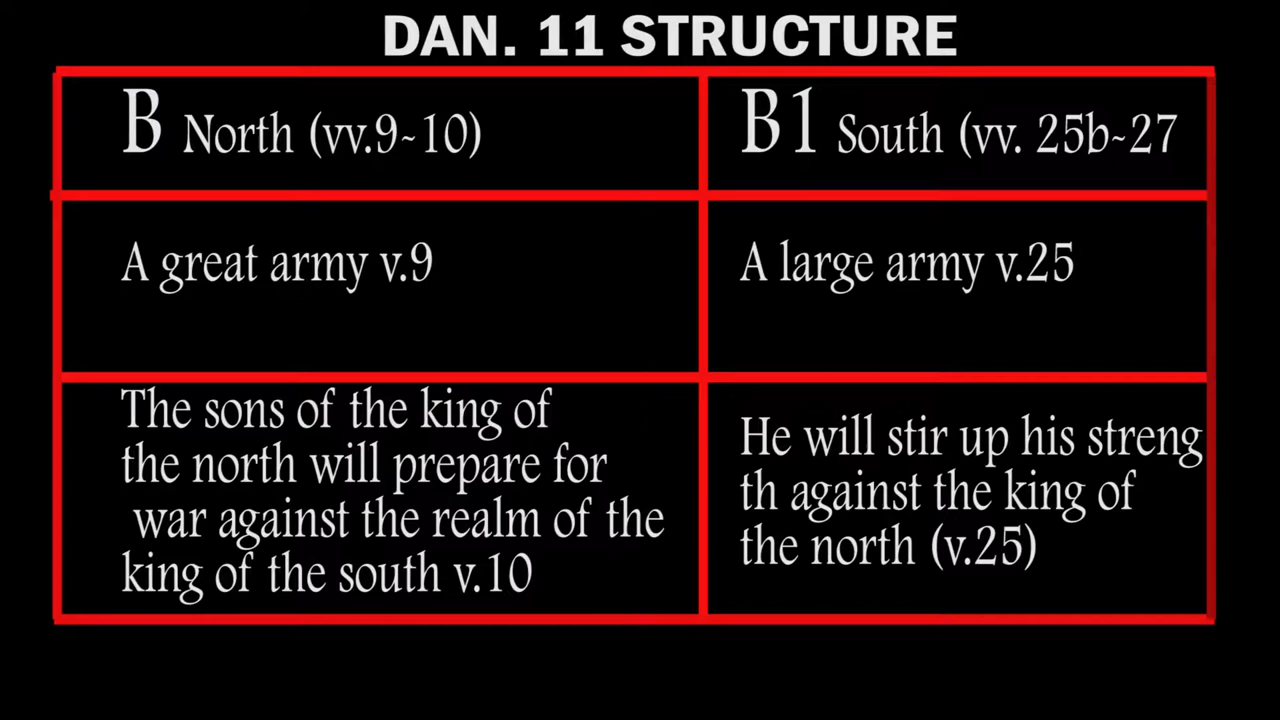 DAN. 11 STRUCTURE
B North (vv.9~10)
B1 South (vv. 25b~27
A great army v.9
A large army v.25
The sons of the king of
the north will prepare for
war against the realm of the
king of the south v.10
He will stir up his streng
th against the king of
the north (v.25)